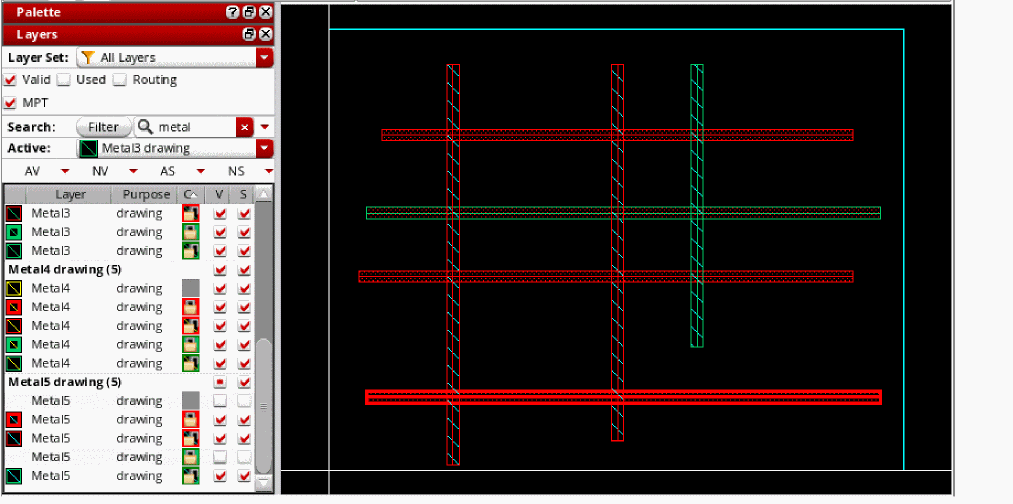 Palette
Layers
Layer Set: All Layers
Valid Used Routing
MPT
Search: Filter metal
Active: Metal3 drawing
AV NV AS NS
Layer Purpose C V S
Metal3 drawing
Metal3 drawing
Metal3 drawing
Metal4 drawing (5)
Metal4 drawing
Metal4 drawing
Metal4 drawing
Metal4 drawing
Metal4 drawing
Metal5 drawing (5)
Metal5 drawing
Metal5 drawing
Metal5 drawing
Metal5 drawing
Metal5 drawing